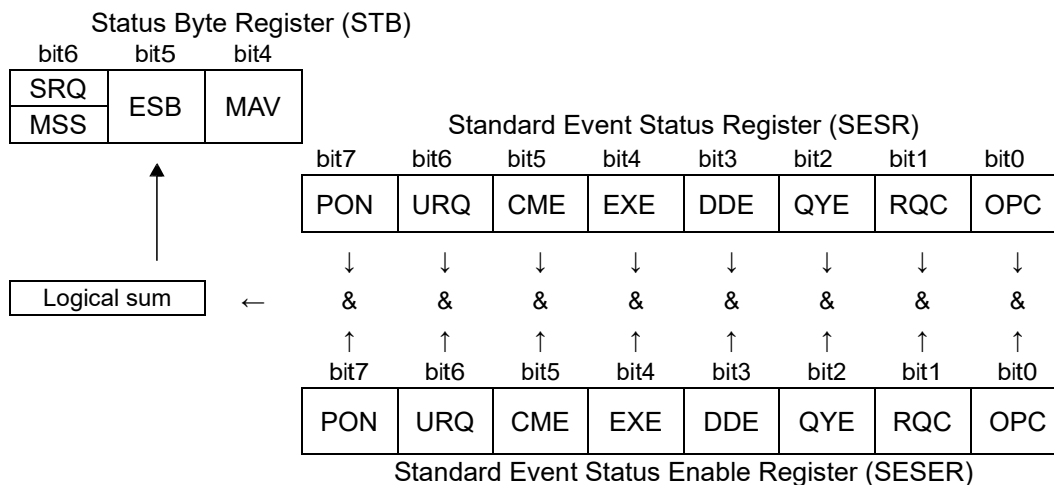 Status Byte Register (STB)
bit6 bit5 bit4
SRQ
MSS
ESB
MAV
Standard Event Status Register (SESR)
bit7 bit6 bit5 bit4 bit3 bit2 bit1 bit0
PON URQ CME EXE DDE QYE RQC OPC
↓ ↓ ↓ ↓ ↓ ↓ ↓ ↓
Logical sum ← & & & & & & & &
↑ ↑ ↑ ↑ ↑ ↑ ↑ ↑
bit7 bit6 bit5 bit4 bit3 bit2 bit1 bit0
PON URQ CME EXE DDE QYE RQC OPC
Standard Event Status Enable Register (SESER)